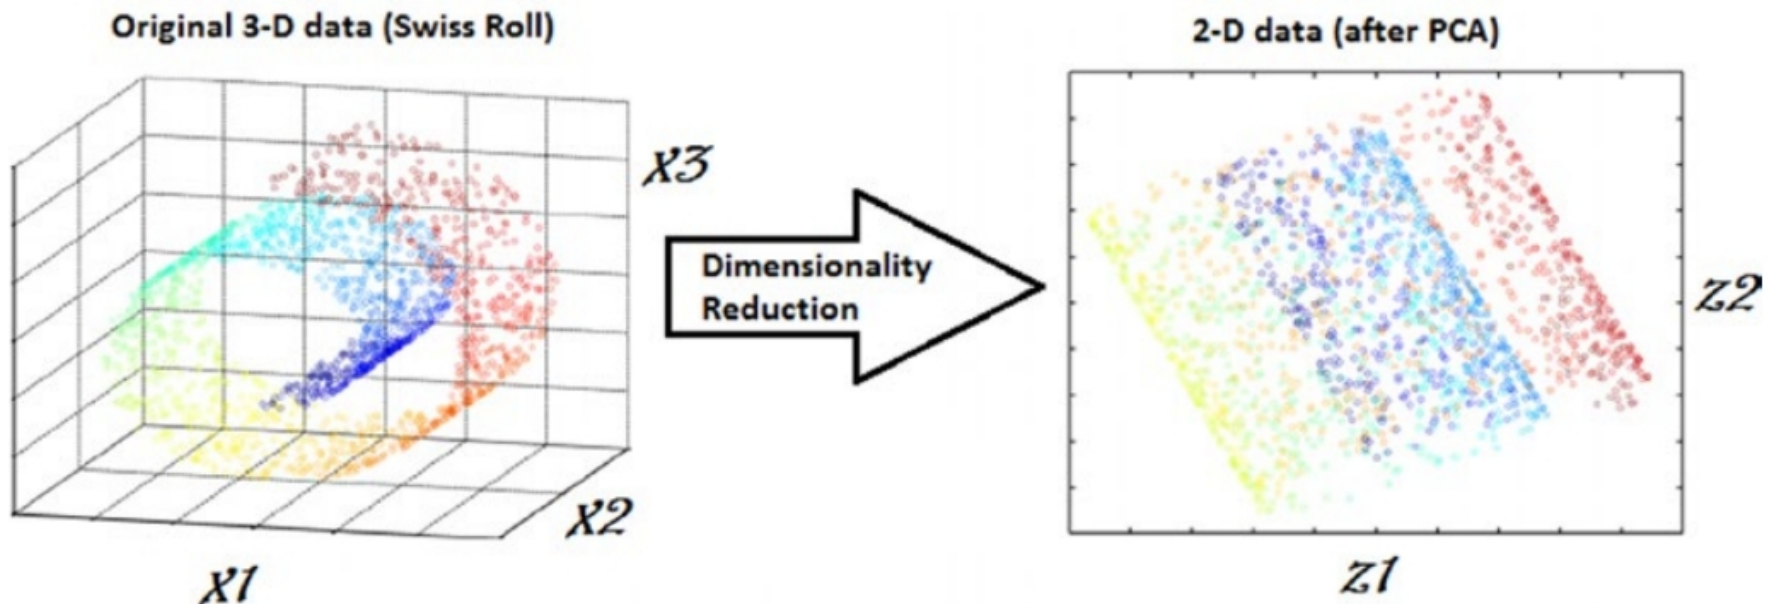 Original 3-D data (Swiss Roll)
2-D data (after PCA)
X3
Dimensionality
Reduction
X2
X1
Z2
Z1